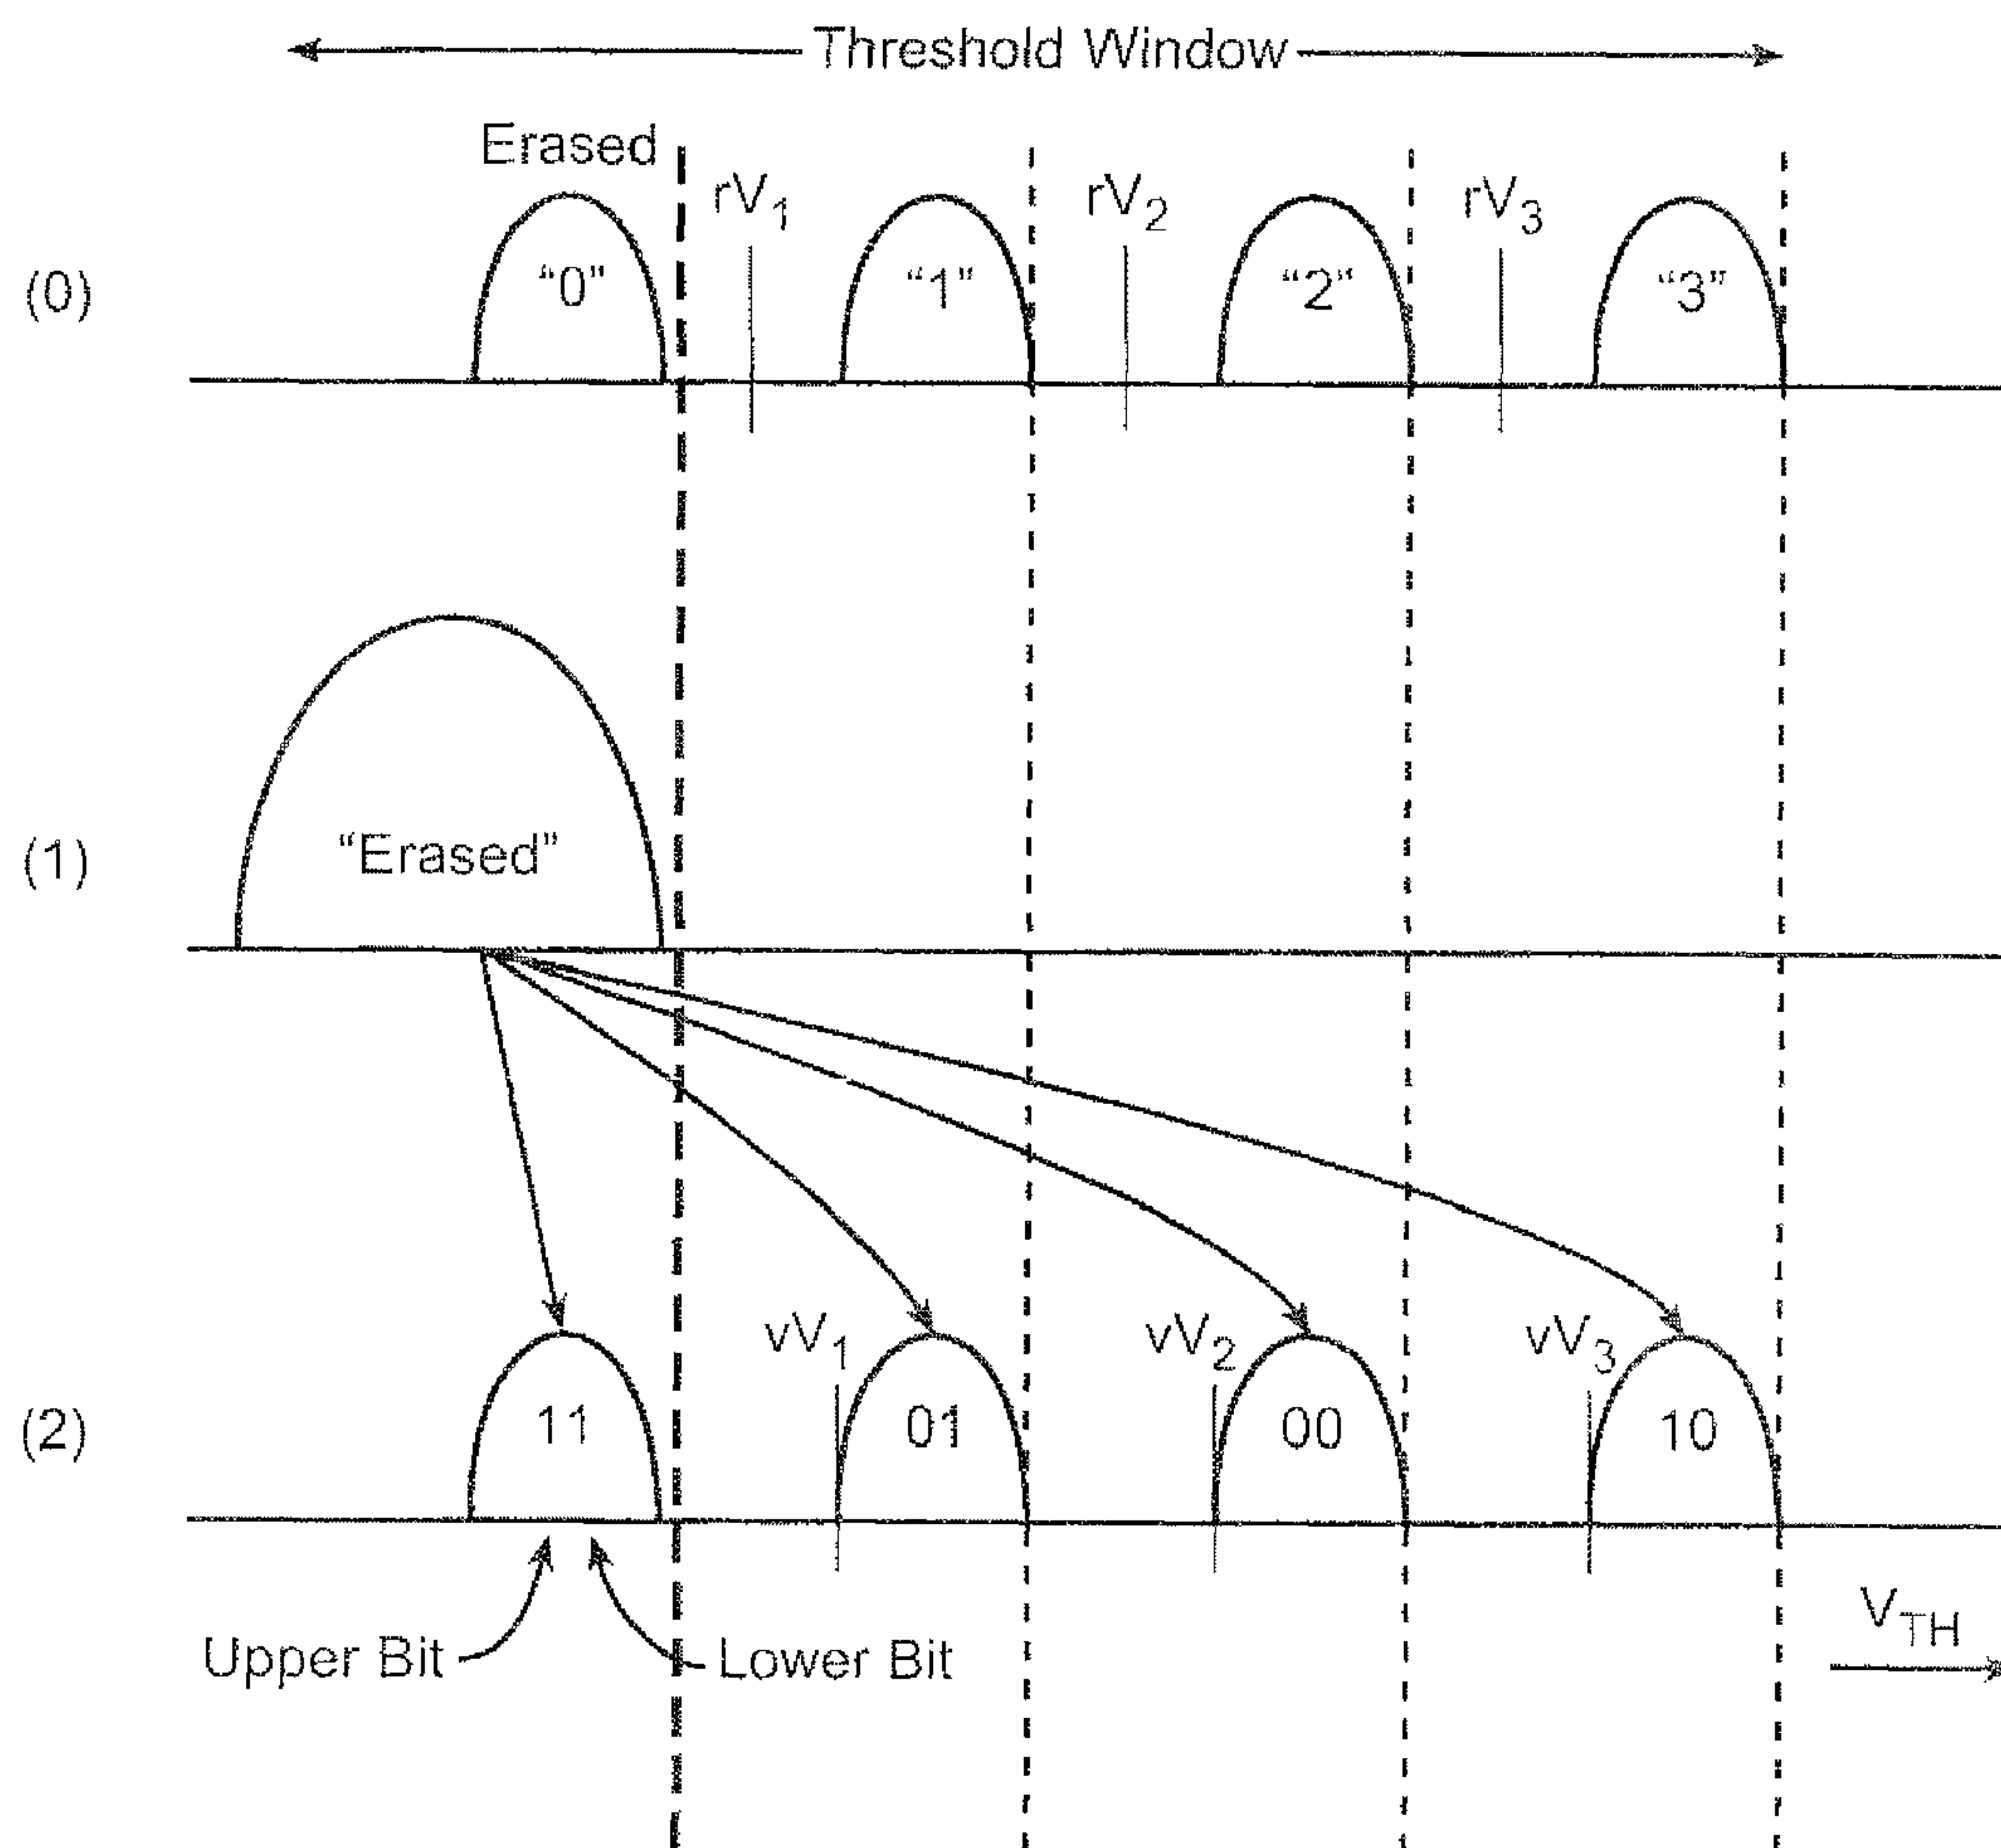 Threshold Window
Erased
rV1 rV2 rV3
(0) “0” “1” “2” “3”
(1) “Erased”
vV1 vV2 vV3
(2) 11 01 00 10
VTH
Upper Bit Lower Bit